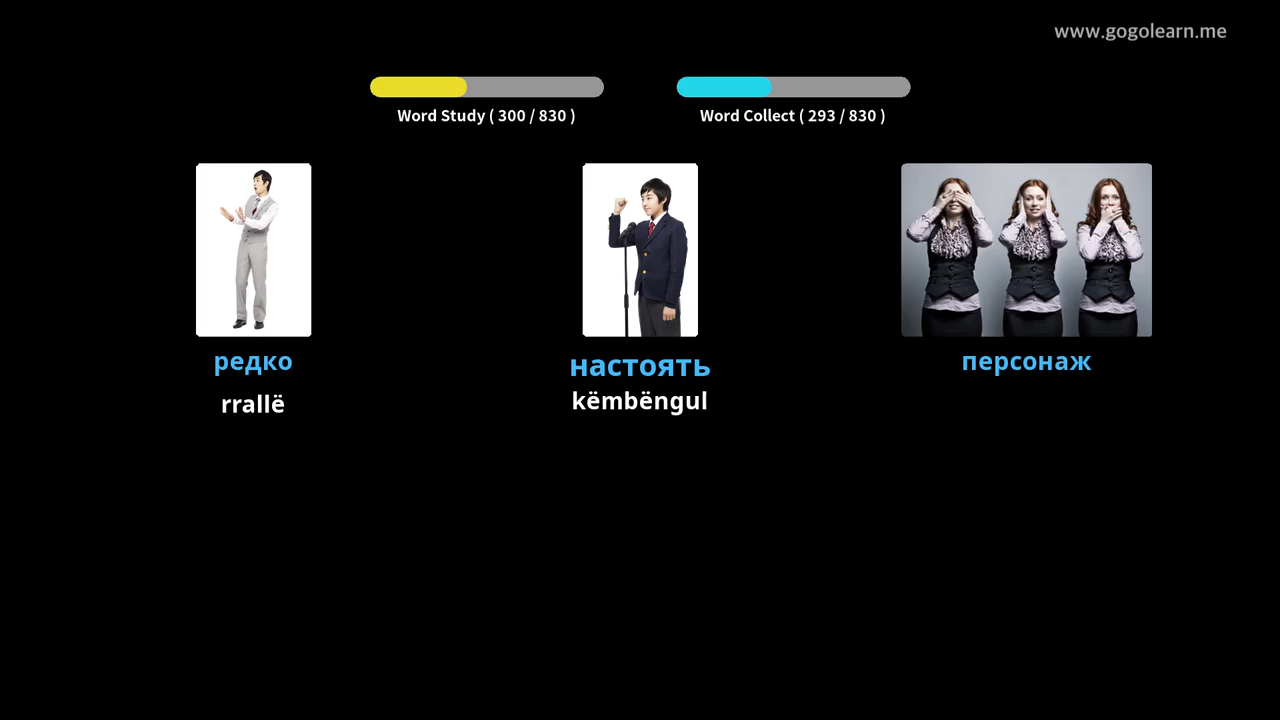 www.gogolearn.me
Word Study ( 300 / 830 )
Word Collect ( 293 / 830 )
редко
rrallë
настоять
këmbëngul
персонаж